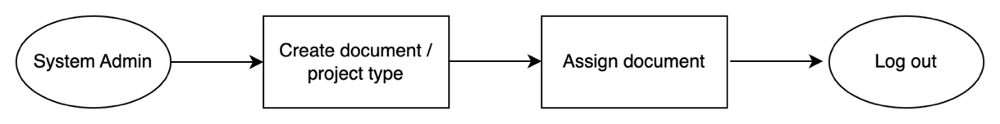 System Admin
Create document /
project type
Assign document
Log out